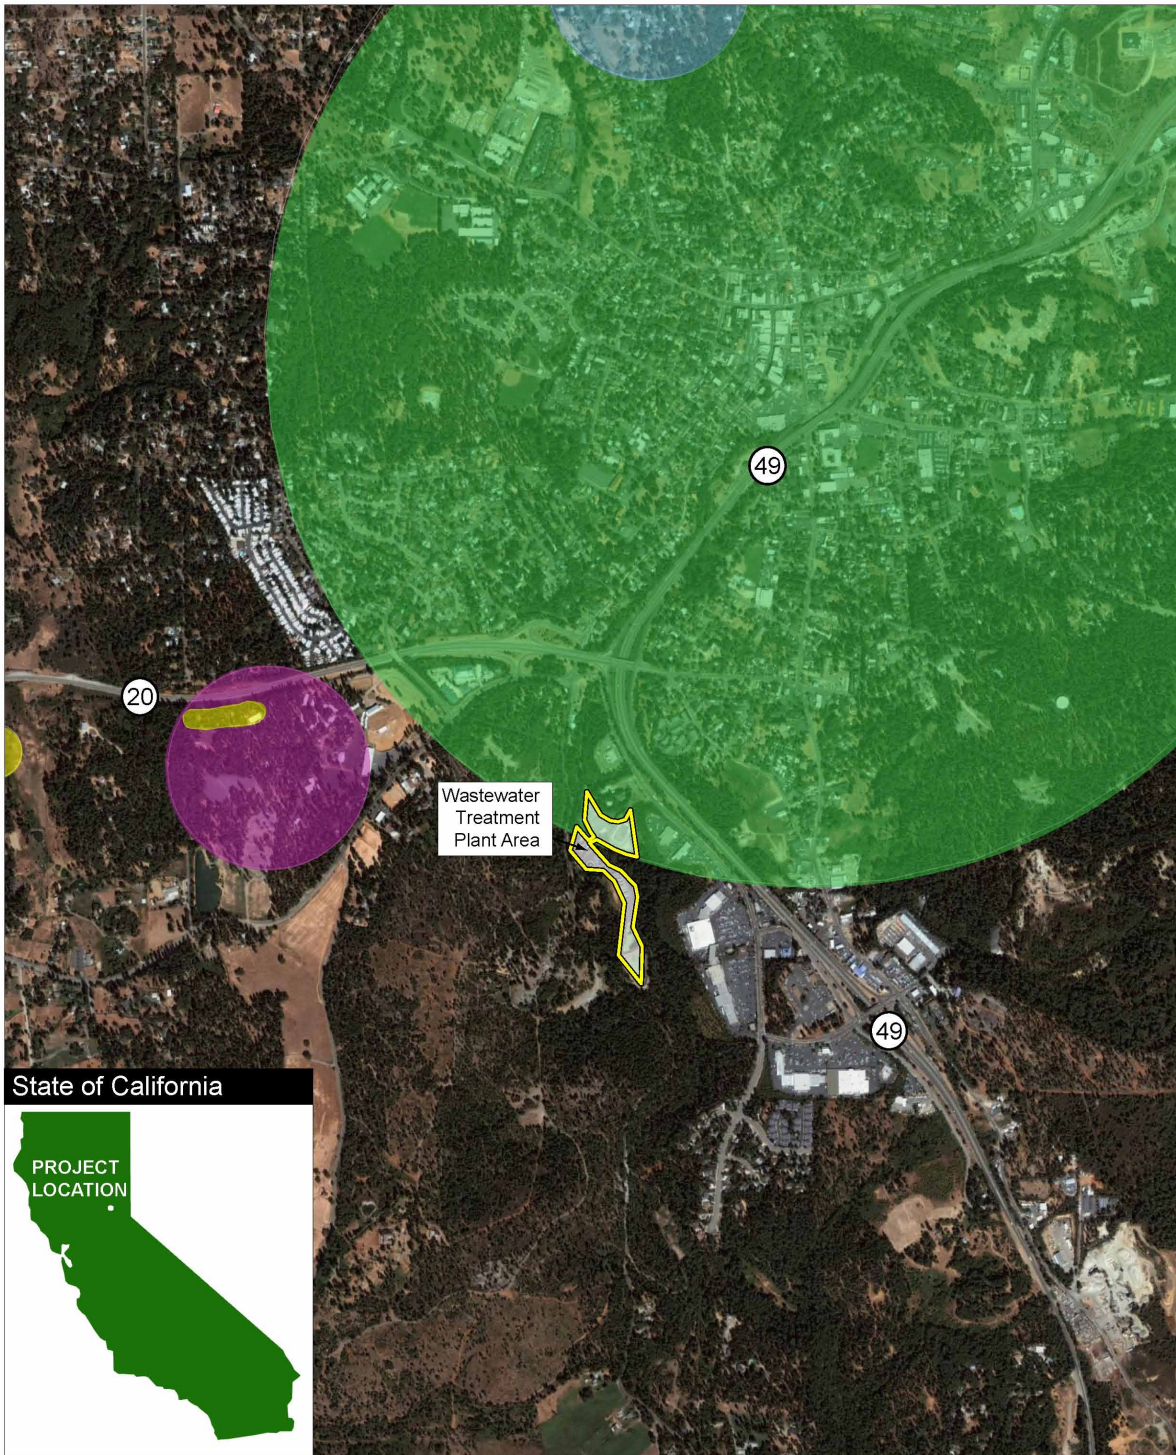 49
20
Wastewater
Treatment
Plant Area
49
State of California
PROJECT
LOCATION